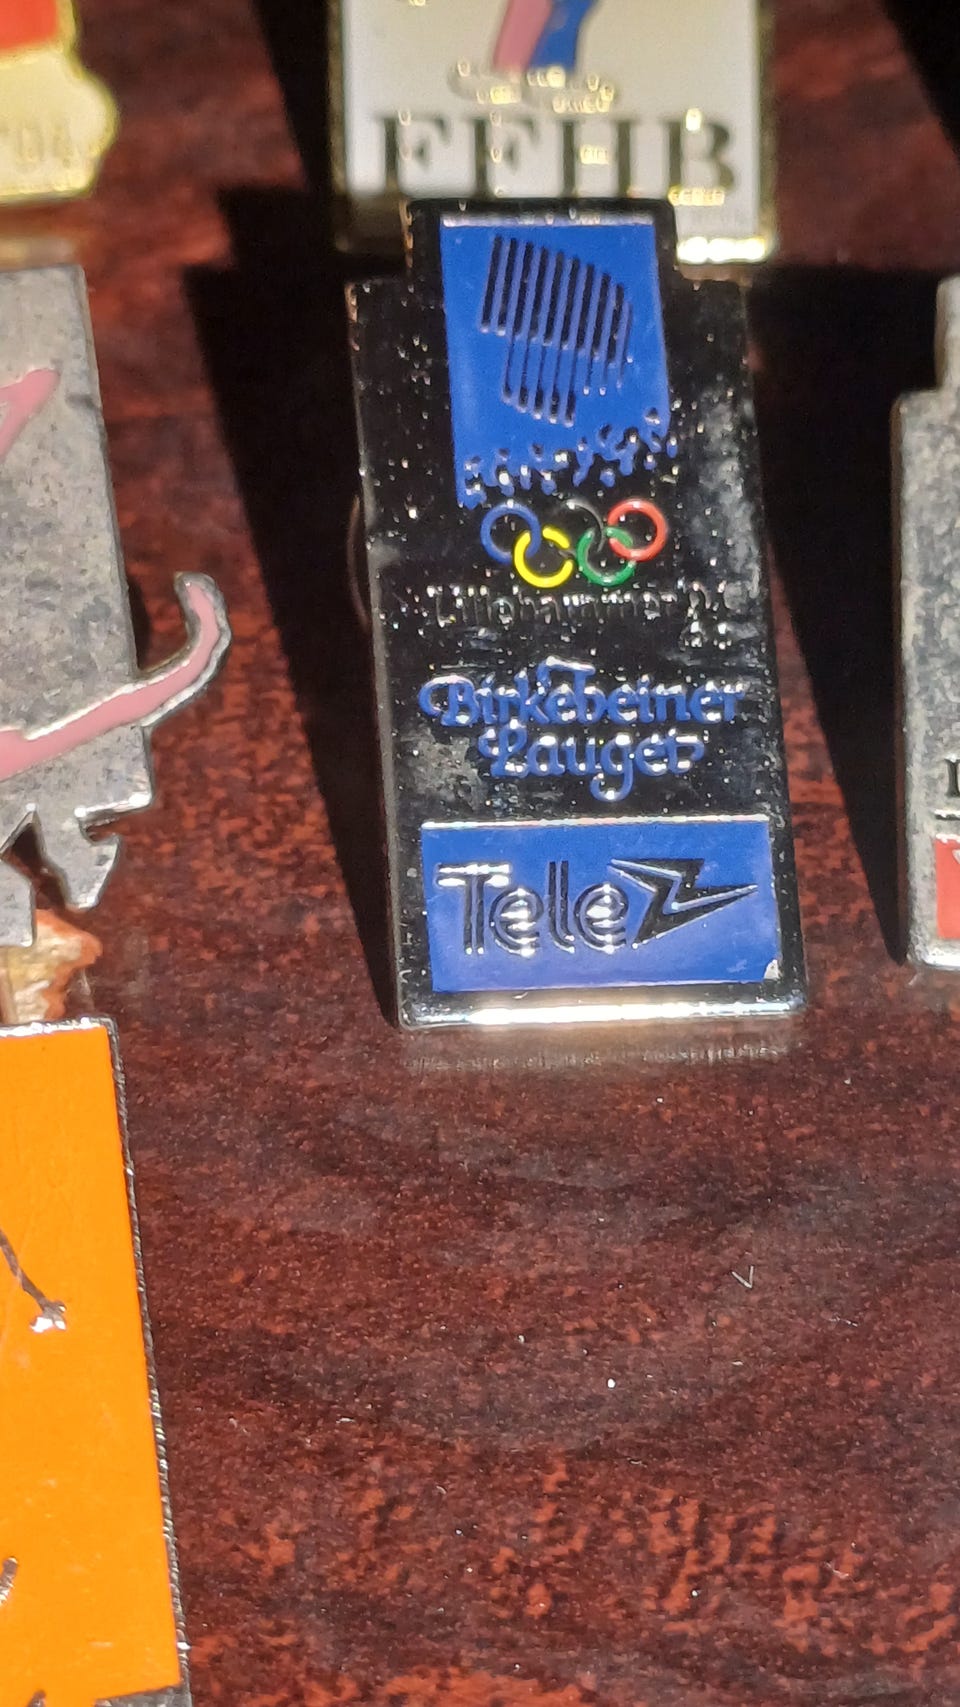 FFHB
Lillehammer'94
Birkebeiner
Lauget
Tele